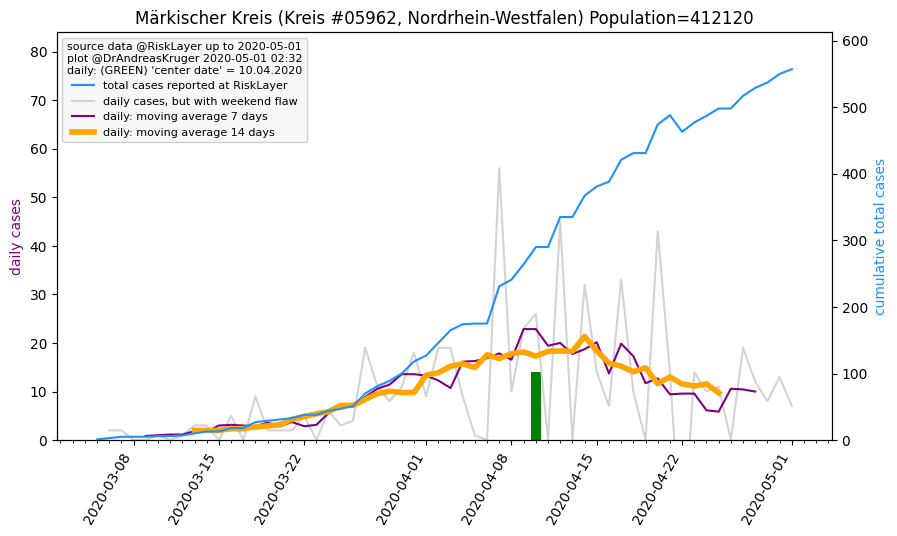 Märkischer Kreis (Kreis #05962, Nordrhein-Westfalen) Population=412120
source data @RiskLayer up to 2020-05-01
plot @DrAndreasKruger 2020-05-01 02:32
daily: (GREEN) 'center date' = 10.04.2020
total cases reported at RiskLayer
daily cases, but with weekend flaw
daily: moving average 7 days
daily: moving average 14 days
daily cases
80
70
60
50
40
30
20
10
0
600
500
400
300
200
100
0
cumulative total cases
2020-03-08
2020-03-15
2020-03-22
2020-04-01
2020-04-08
2020-04-15
2020-04-22
2020-05-01